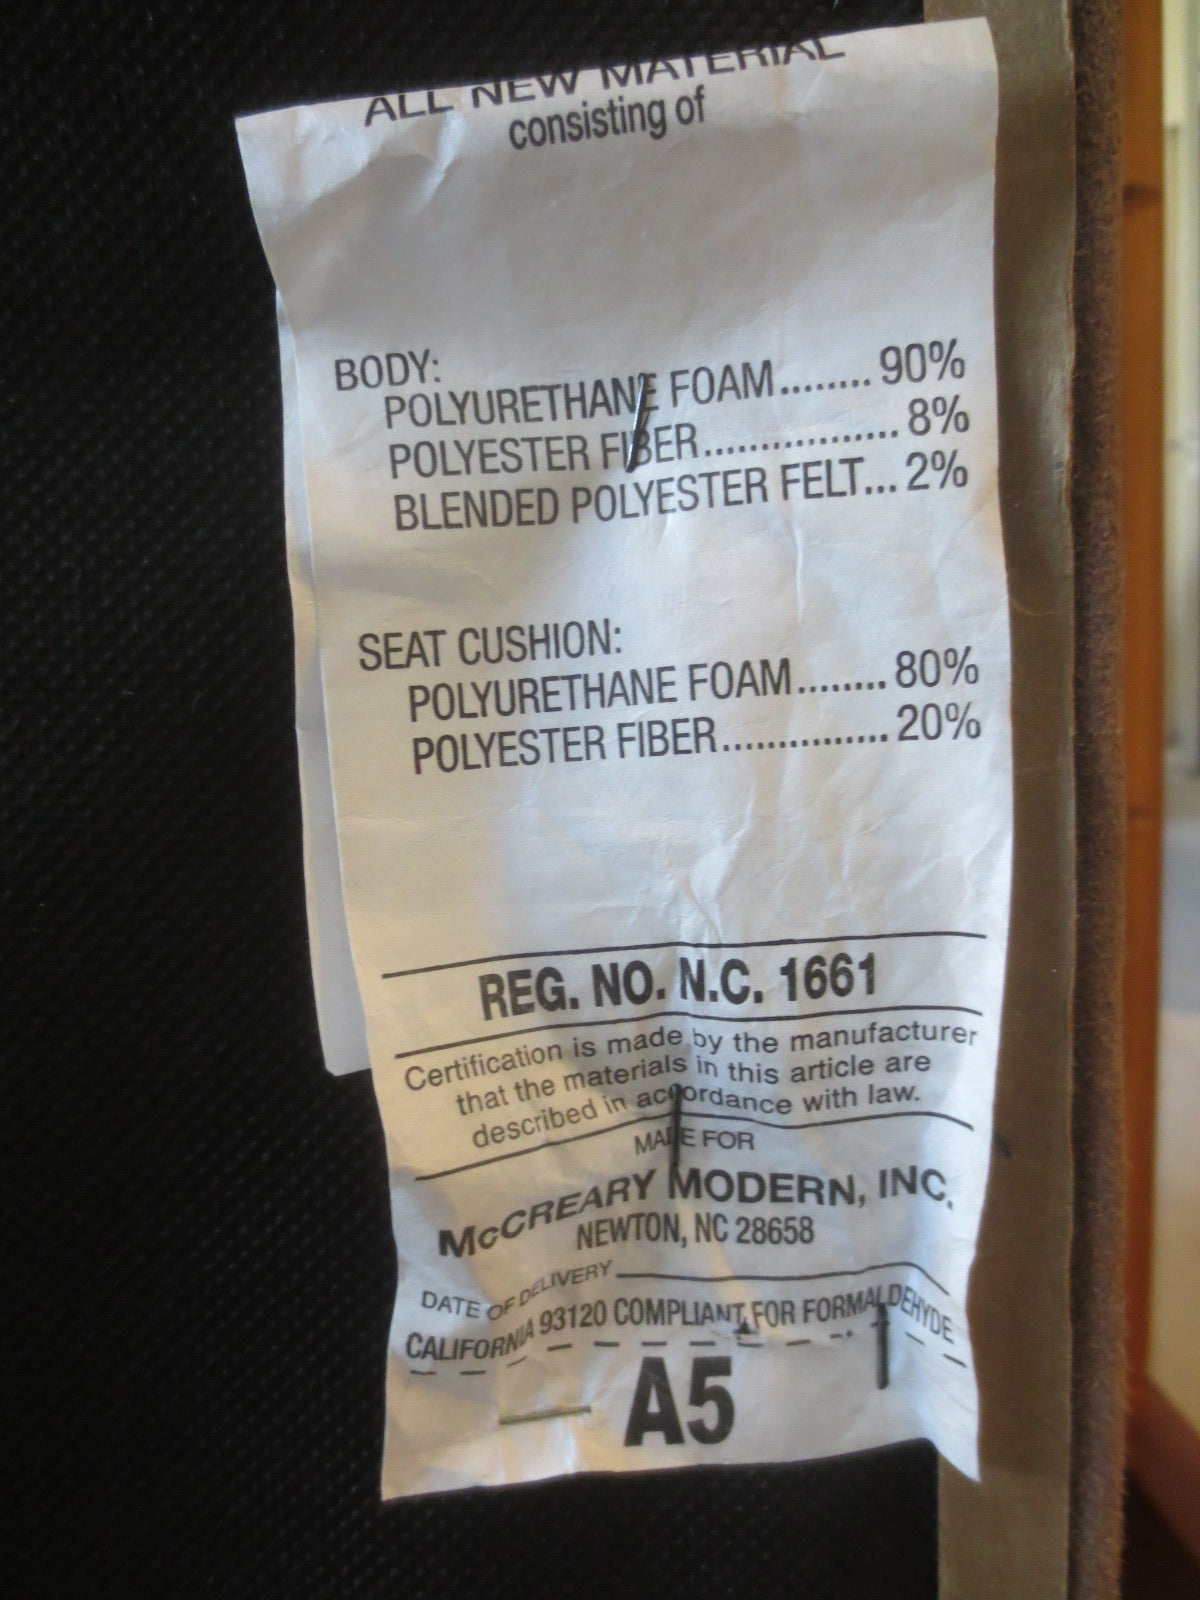 ALL NEW MATERIAL
consisting of
BODY:
POLYURETHANE FOAM........ 90%
POLYESTER FIBER................. 8%
BLENDED POLYESTER FELT... 2%
SEAT CUSHION:
POLYURETHANE FOAM........ 80%
POLYESTER FIBER............... 20%
REG. NO. N.C. 1661
Certification is made by the manufacturer
that the materials in this article are
described in accordance with law.
MADE FOR
McCREARY MODERN, INC.
NEWTON, NC 28658
DATE OF DELIVERY
CALIFORNIA 93120 COMPLIANT FOR FORMALDEHYDE
A5